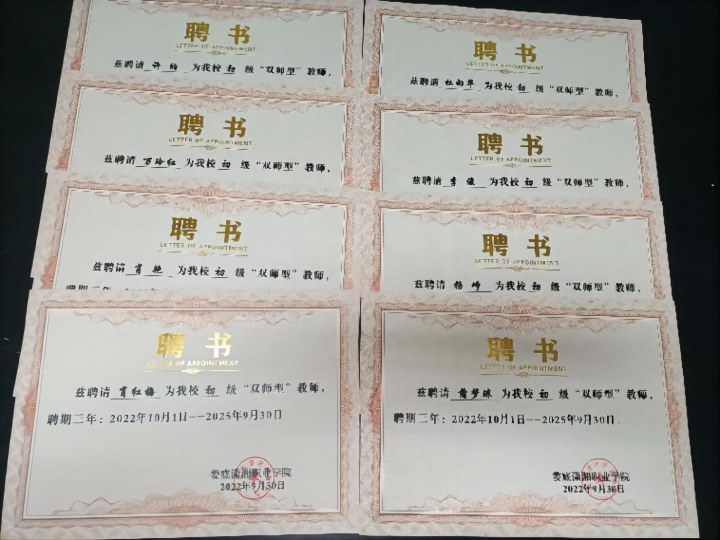 聘书
LETTER OF APPOINTMENT
兹聘请 为我校初级“双师型”教师,
聘书
LETTER OF APPOINTMENT
兹聘请 为我校初级“双师型”教师,
聘书
LETTER OF APPOINTMENT
兹聘请 为我校初级“双师型”教师,
聘书
LETTER OF APPOINTMENT
兹聘请肖红梅为我校初级“双师型”教师,
聘期三年：2022年10月1日--2025年9月30日
娄底潇湘职业学院
2022年9月30日
聘书
LETTER OF APPOINTMENT
兹聘请 为我校初级“双师型”教师,
聘书
LETTER OF APPOINTMENT
兹聘请 为我校初级“双师型”教师,
聘书
LETTER OF APPOINTMENT
兹聘请杨峰为我校初级“双师型”教师,
聘书
LETTER OF APPOINTMENT
兹聘请 为我校初级“双师型”教师,
聘期三年：2022年10月1日--2025年9月30日.
娄底潇湘职业学院
2022年9月30日